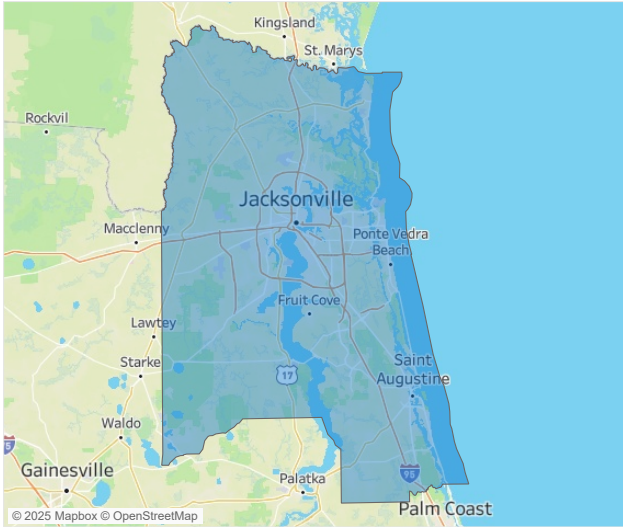 Kingsland
St. Marys
Rockvil
Jacksonville
Macclenny
Ponte Vedra
Beach
Fruit Cove
Lawtey
Starke
17
Saint
Augustine
Waldo
5
Gainesville
Palatka
95
Palm Coast
© 2025 Mapbox © OpenStreetMap